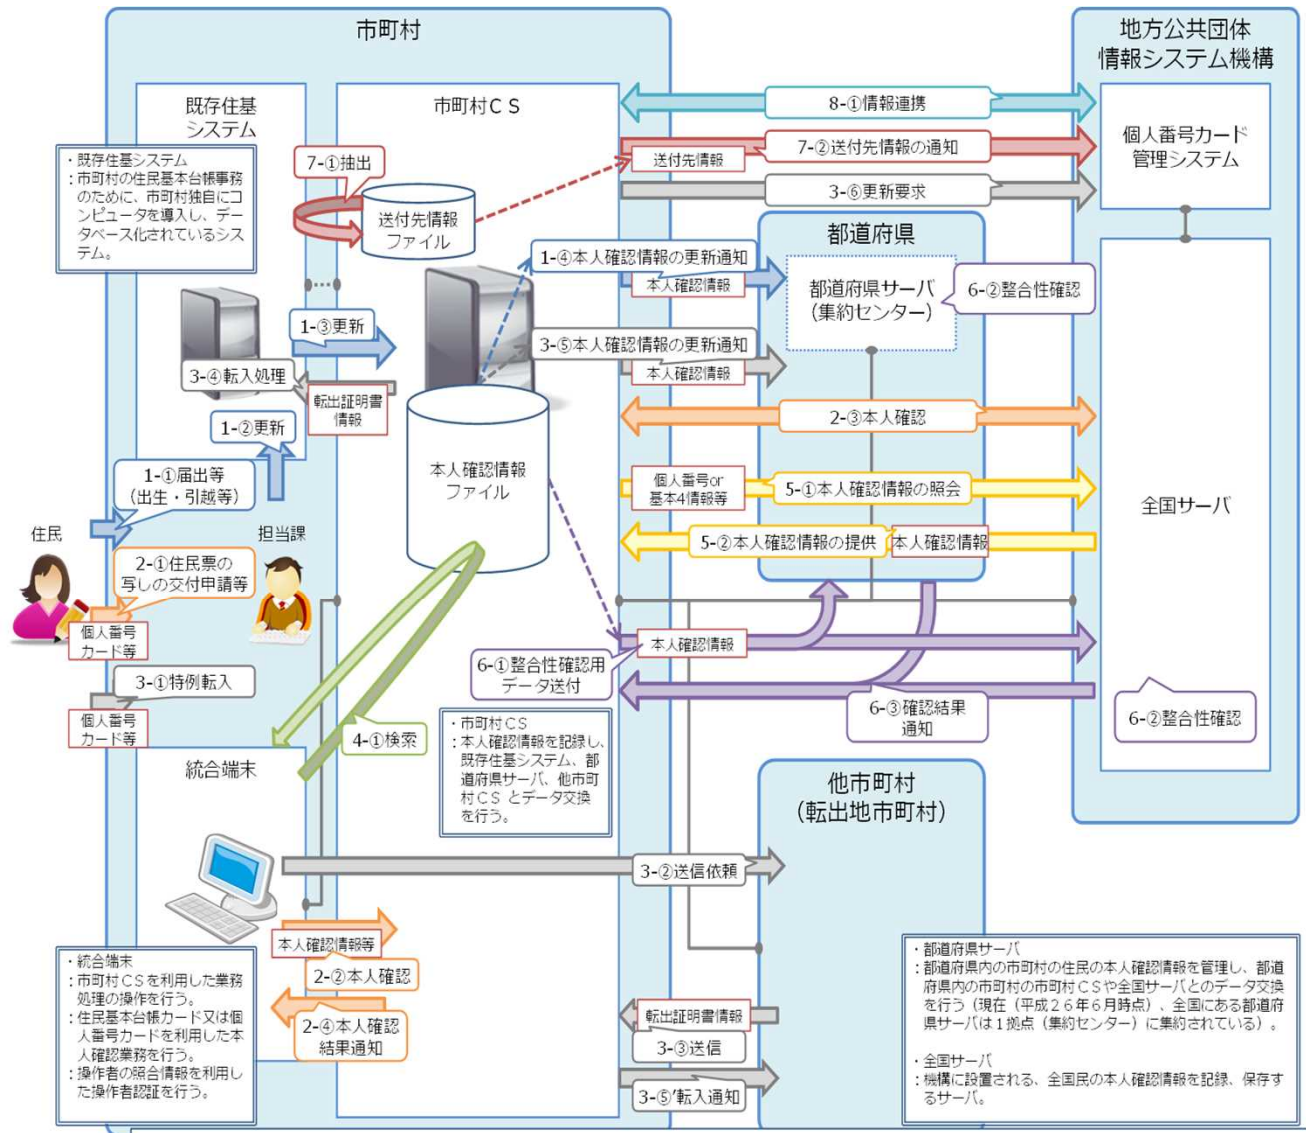 市町村
地方公共団体
情報システム機構
既存住基
システム
市町村ＣＳ
8-①情報連携
個人番号カード
管理システム
7-②送付先情報の通知
送付先情報
3-⑥更新要求
・既存住基システム
：市町村の住民基本台帳事務
のために、市町村独自にコ
ンピュータを導入し、デー
タベース化されているシス
テム。
7-①抽出
送付先情報
ファイル
都道府県
1-④本人確認情報の更新通知
本人確認情報
都道府県サーバ
（集約センター）
6-②整合性確認
1-③更新
3-⑤本人確認情報の更新通知
本人確認情報
3-④転入処理
転出証明書
情報
2-③本人確認
1-②更新
1-①届出等
（出生・引越等）
本人確認情報
ファイル
個人番号or
基本4情報等
5-①本人確認情報の照会
全国サーバ
住民
担当課
5-②本人確認情報の提供
本人確認情報
2-①住民票の
写しの交付申請等
個人番号
カード等
本人確認情報
6-①整合性確認用
データ送付
3-①特例転入
個人番号
カード等
6-③確認結果
通知
6-②整合性確認
4-①検索
・市町村ＣＳ
：本人確認情報を記録し、
既存住基システム、都
道府県サーバ、他市町
村ＣＳ とデータ交換
を行う。
統合端末
他市町村
（転出地市町村）
3-②送信依頼
本人確認情報等
2-②本人確認
・統合端末
：市町村ＣＳを利用した業務
処理の操作を行う。
：住民基本台帳カード又は個
人番号カードを利用した本
人確認業務を行う。
：操作者の照合情報を利用し
た操作者認証を行う。
2-④本人確認
結果通知
転出証明書情報
3-③送信
3-⑤’転入通知
・都道府県サーバ
：都道府県内の市町村の住民の本人確認情報を管理し、都道
府県内の市町村の市町村ＣＳや全国サーバとのデータ交換
を行う（現在（平成２６年６月時点）、全国にある都道府
県サーバは１拠点（集約センター）に集約されている）。
・全国サーバ
：機構に設置される、全国民の本人確認情報を記録、保存す
るサーバ。